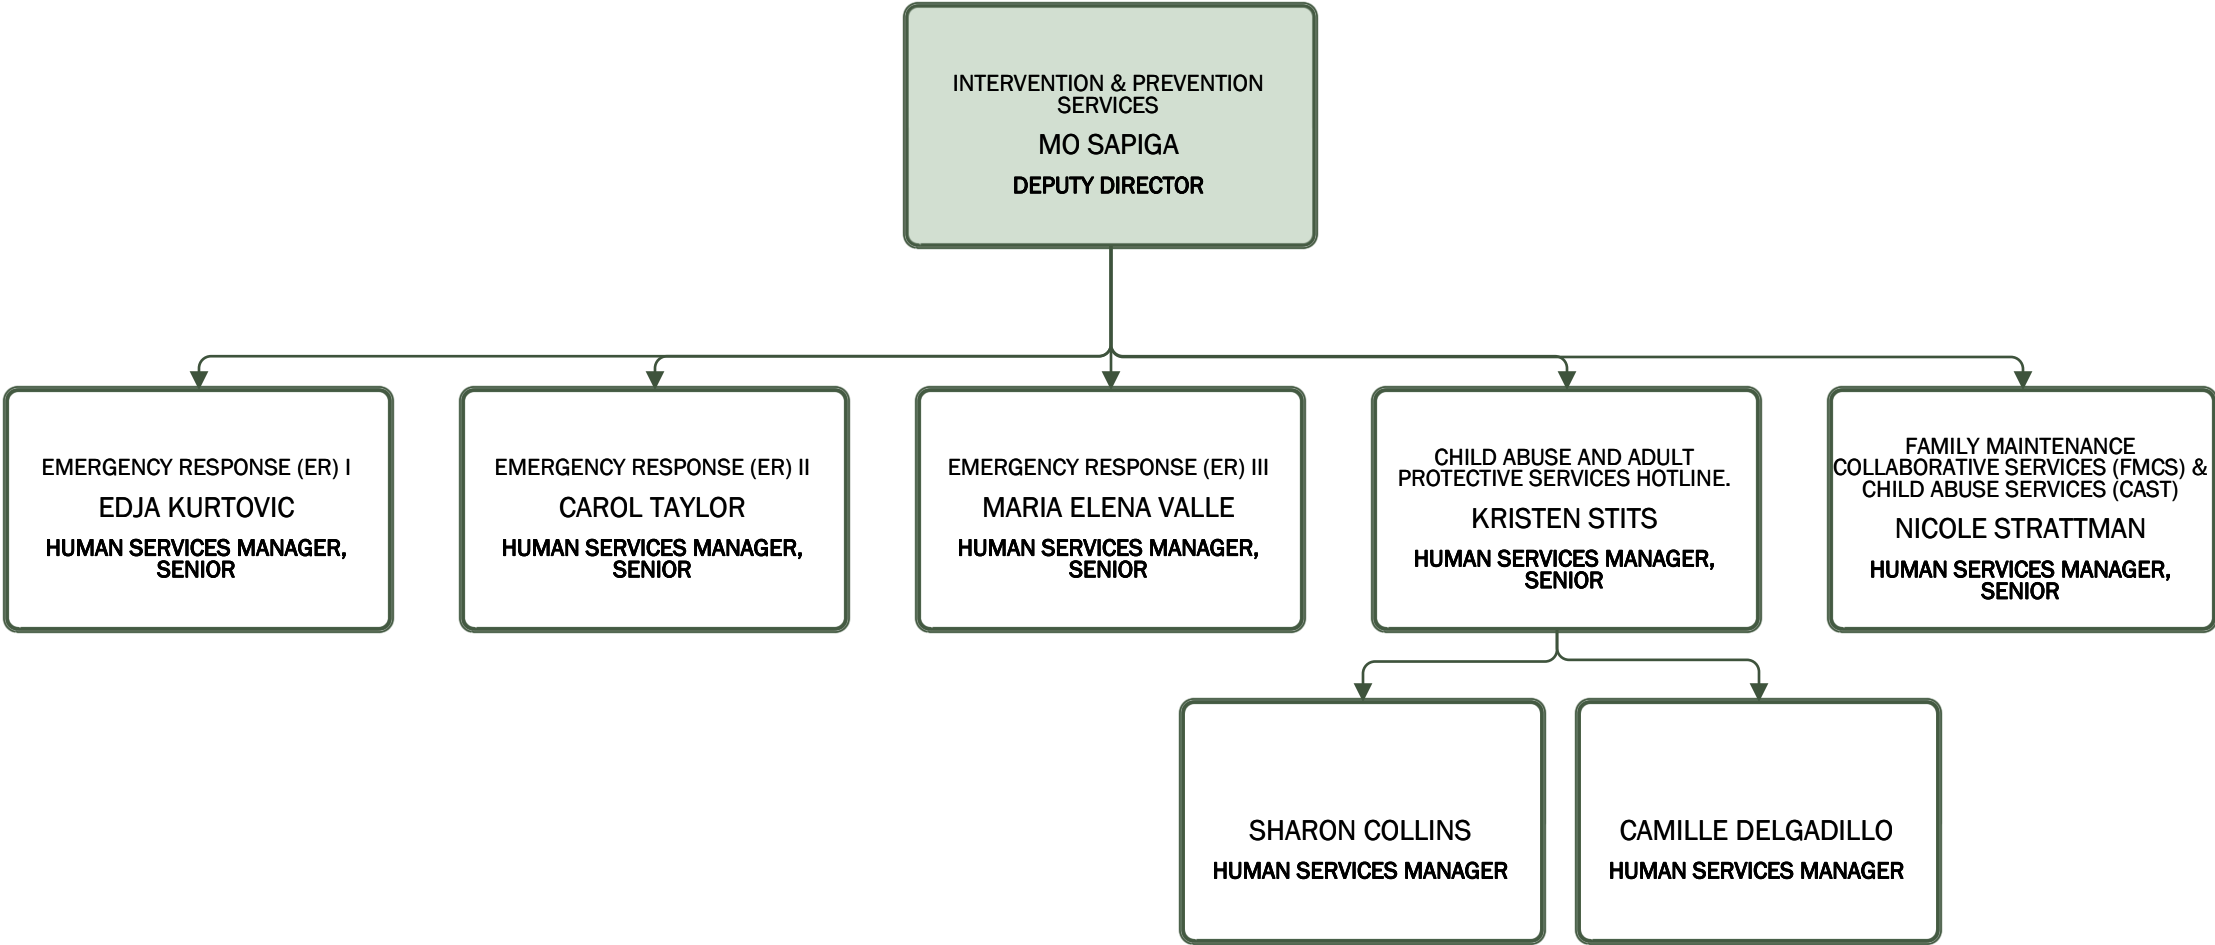 INTERVENTION & PREVENTION
SERVICES
MO SAPIGA
DEPUTY DIRECTOR
EMERGENCY RESPONSE (ER) I
EDJA KURTOVIC
HUMAN SERVICES MANAGER,
SENIOR
EMERGENCY RESPONSE (ER) II
CAROL TAYLOR
HUMAN SERVICES MANAGER,
SENIOR
EMERGENCY RESPONSE (ER) III
MARIA ELENA VALLE
HUMAN SERVICES MANAGER,
SENIOR
CHILD ABUSE AND ADULT
PROTECTIVE SERVICES HOTLINE.
KRISTEN STITS
HUMAN SERVICES MANAGER,
SENIOR
FAMILY MAINTENANCE
COLLABORATIVE SERVICES (FMCS) &
CHILD ABUSE SERVICES (CAST)
NICOLE STRATTMAN
HUMAN SERVICES MANAGER,
SENIOR
SHARON COLLINS
HUMAN SERVICES MANAGER
CAMILLE DELGADILLO
HUMAN SERVICES MANAGER